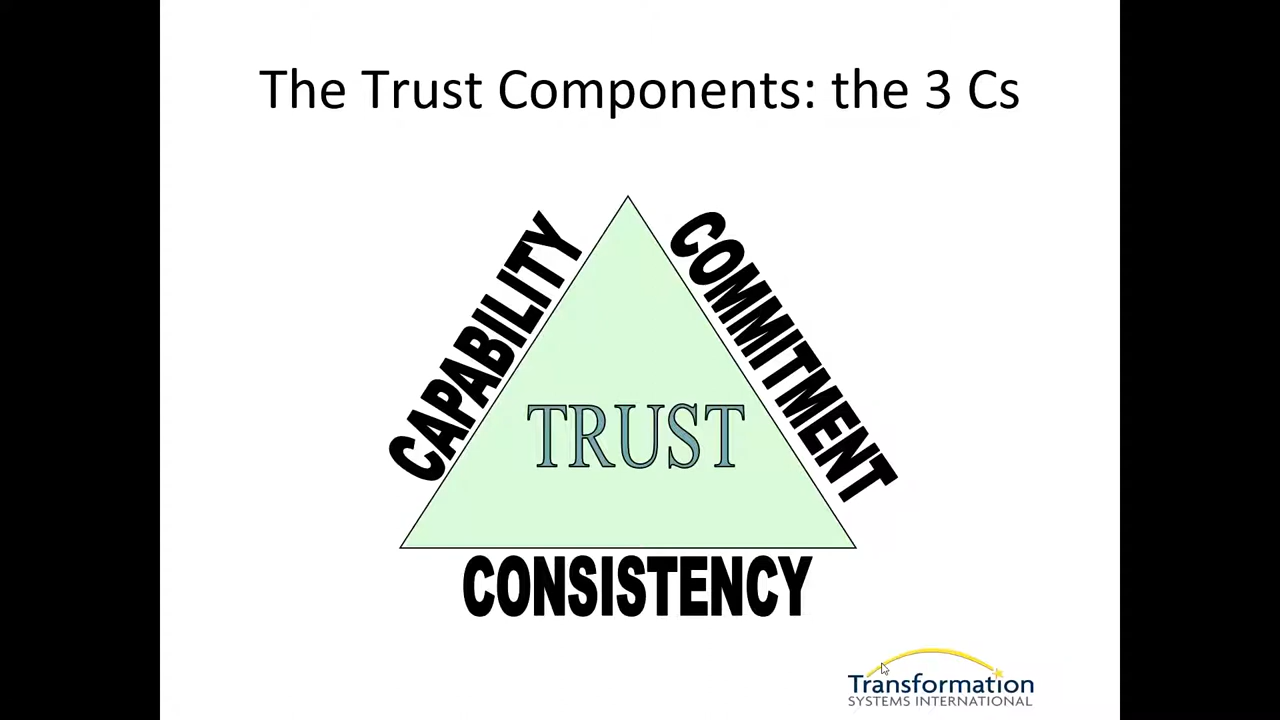 The Trust Components: the 3 Cs
CAPABILITY
COMMITMENT
TRUST
CONSISTENCY
Transformation
SYSTEMS INTERNATIONAL